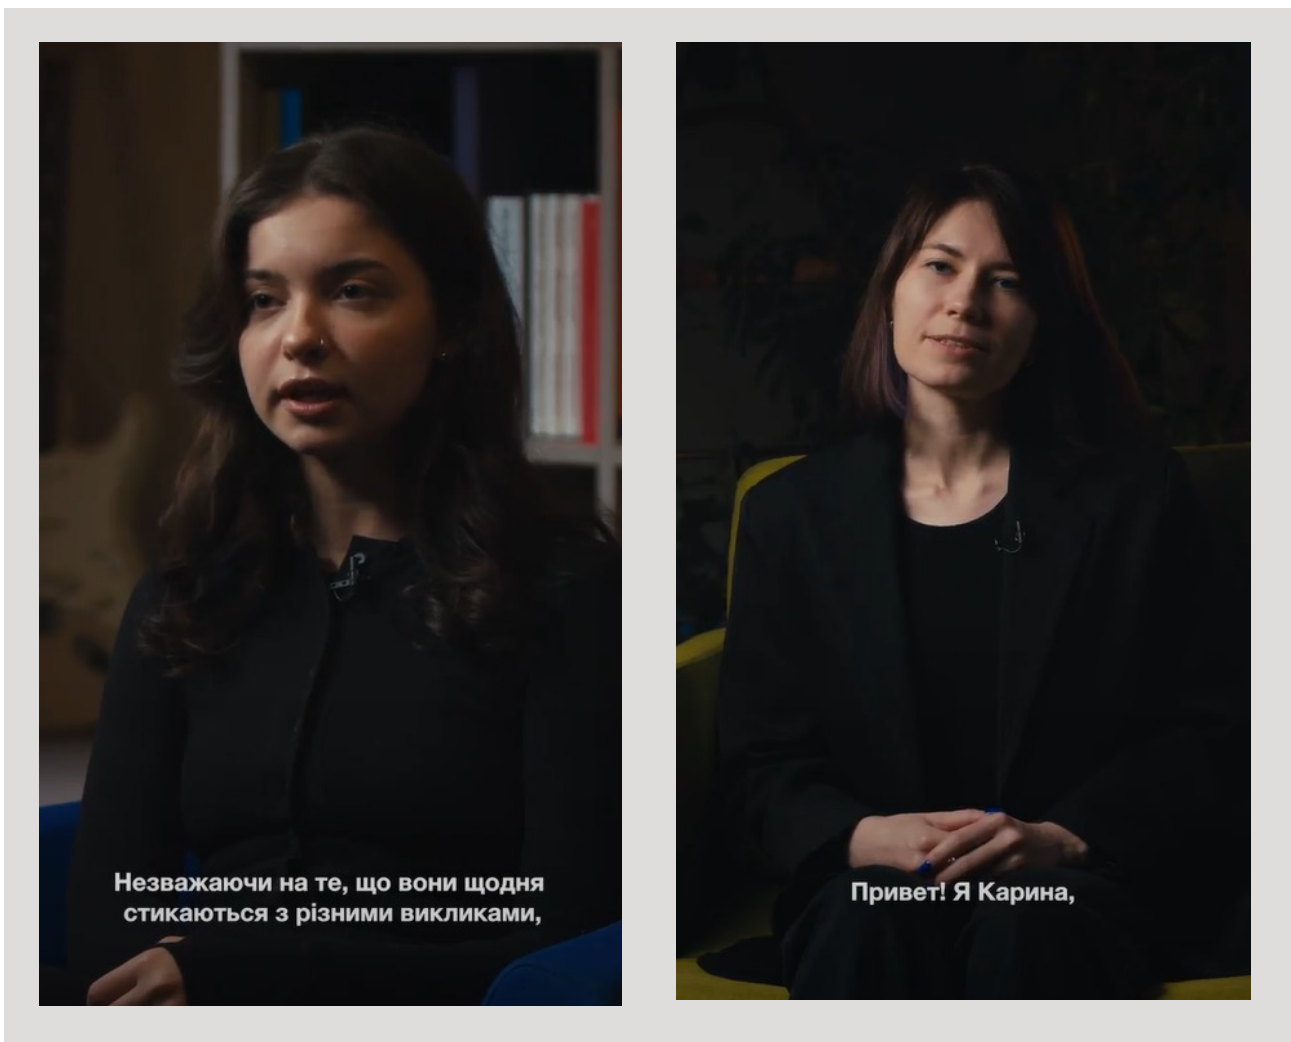 Незважаючи на те, що вони щодня
стикаються з різними викликами,
Привет! Я Карина,